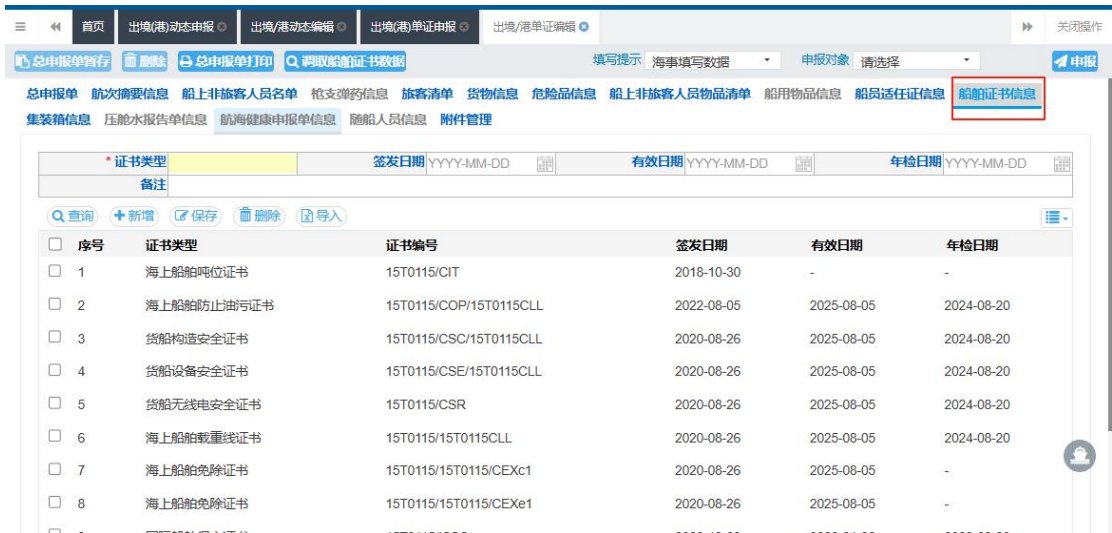 首页 出境(港)动态申报 出境/港动态编辑 出境(港)单证申报 出境/港单证编辑 关闭操作
总申报单暂存 删除 总申报单打印 调取船舶证书数据 填写提示 海事填写数据 申报对象 请选择 申报
总申报单 航次摘要信息 船上非旅客人员名单 枪支弹药信息 旅客清单 货物信息 危险品信息 船上非旅客人员物品清单 船用物品信息 船员适任证信息 船舶证书信息
集装箱信息 压舱水报告单信息 航海健康申报单信息 随船人员信息 附件管理
* 证书类型 签发日期 YYYY-MM-DD 有效日期 YYYY-MM-DD 年检日期 YYYY-MM-DD
备注
查询 新增 保存 删除 导入
序号 证书类型 证书编号 签发日期 有效日期 年检日期
1 海上船舶吨位证书 15T0115/CIT 2018-10-30 - -
2 海上船舶防止油污证书 15T0115/COP/15T0115CLL 2022-08-05 2025-08-05 2024-08-20
3 货船构造安全证书 15T0115/CSC/15T0115CLL 2020-08-26 2025-08-05 2024-08-20
4 货船设备安全证书 15T0115/CSE/15T0115CLL 2020-08-26 2025-08-05 2024-08-20
5 货船无线电安全证书 15T0115/CSR 2020-08-26 2025-08-05 2024-08-20
6 海上船舶载重线证书 15T0115/15T0115CLL 2020-08-26 2025-08-05 2024-08-20
7 海上船舶免除证书 15T0115/15T0115/CEXc1 2020-08-26 2025-08-05 -
8 海上船舶免除证书 15T0115/15T0115/CEXe1 2020-08-26 2025-08-05 -